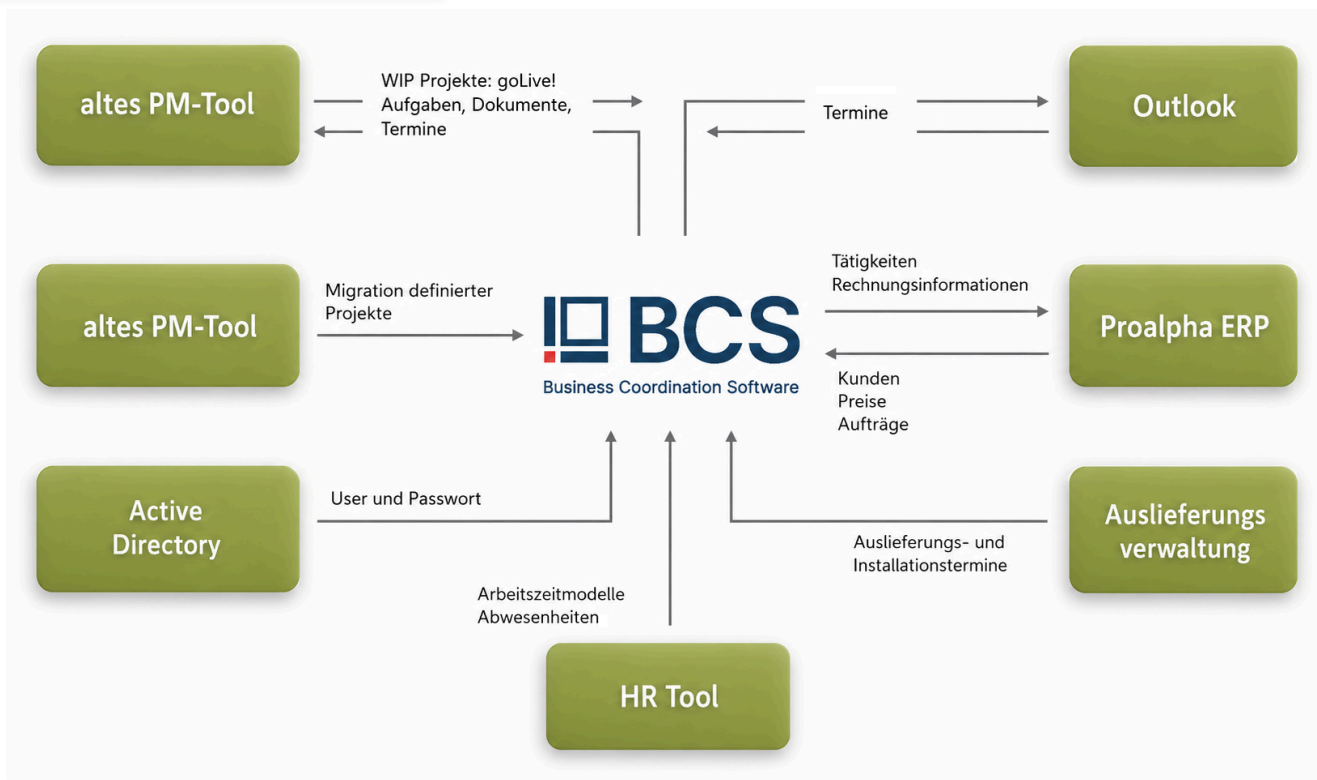 altes PM-Tool
WIP Projekte: goLive!
Aufgaben, Dokumente,
Termine
Termine
Outlook
altes PM-Tool
Migration definierter
Projekte
BCS
Business Coordination Software
Tätigkeiten
Rechnungsinformationen
Kunden
Preise
Aufträge
Proalpha ERP
Active
Directory
User und Passwort
Arbeitszeitmodelle
Abwesenheiten
HR Tool
Auslieferungs- und
Installationstermine
Auslieferungs
verwaltung